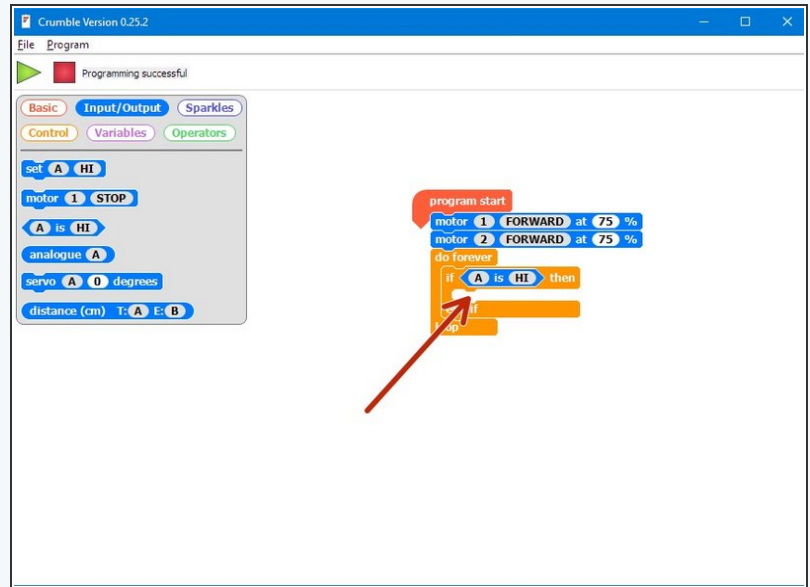 Crumble Version 0.25.2
File Program
Programming successful
Basic Input/Output Sparkles
Control Variables Operators
set A HI
motor 1 STOP
A is HI
analogue A
servo A 0 degrees
distance (cm) T: A E: B
program start
motor 1 FORWARD at 75 %
motor 2 FORWARD at 75 %
do forever
if A is HI then
if
loop